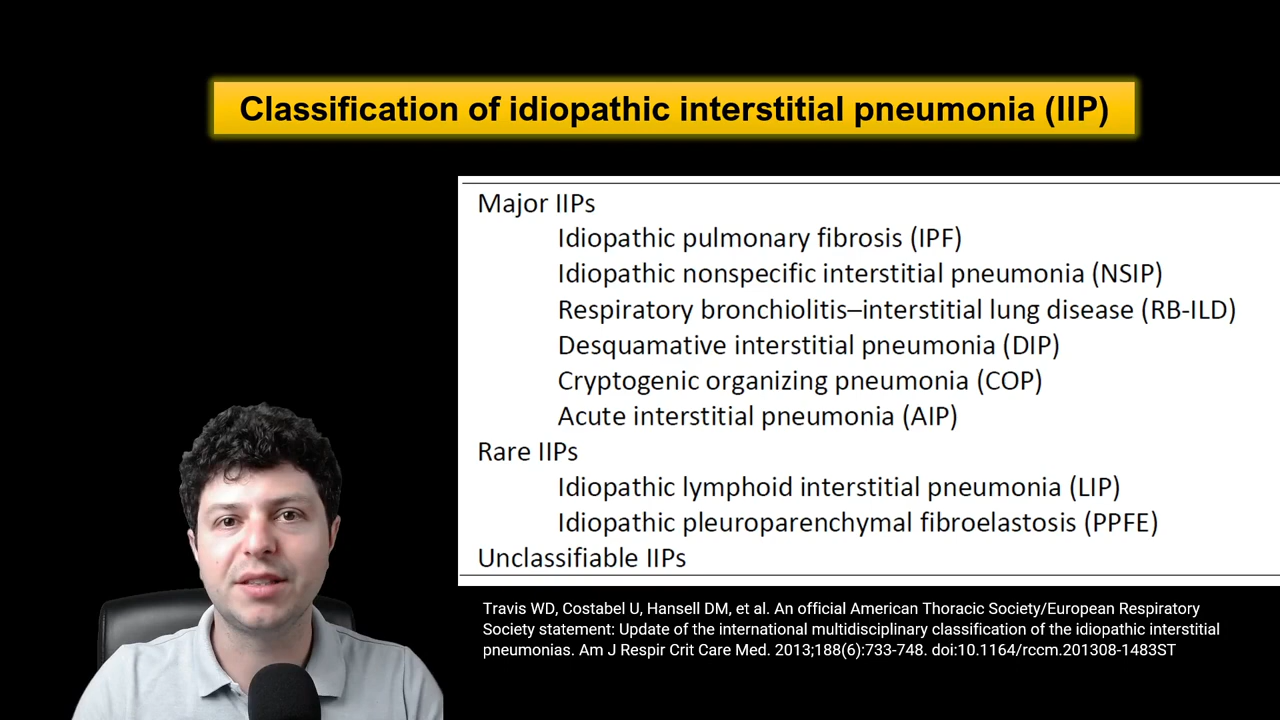 Classification of idiopathic interstitial pneumonia (IIP)
Major IIPs
Idiopathic pulmonary fibrosis (IPF)
Idiopathic nonspecific interstitial pneumonia (NSIP)
Respiratory bronchiolitis–interstitial lung disease (RB-ILD)
Desquamative interstitial pneumonia (DIP)
Cryptogenic organizing pneumonia (COP)
Acute interstitial pneumonia (AIP)
Rare IIPs
Idiopathic lymphoid interstitial pneumonia (LIP)
Idiopathic pleuroparenchymal fibroelastosis (PPFE)
Unclassifiable IIPs
Travis WD, Costabel U, Hansell DM, et al. An official American Thoracic Society/European Respiratory
Society statement: Update of the international multidisciplinary classification of the idiopathic interstitial
pneumonias. Am J Respir Crit Care Med. 2013;188(6):733-748. doi:10.1164/rccm.201308-1483ST